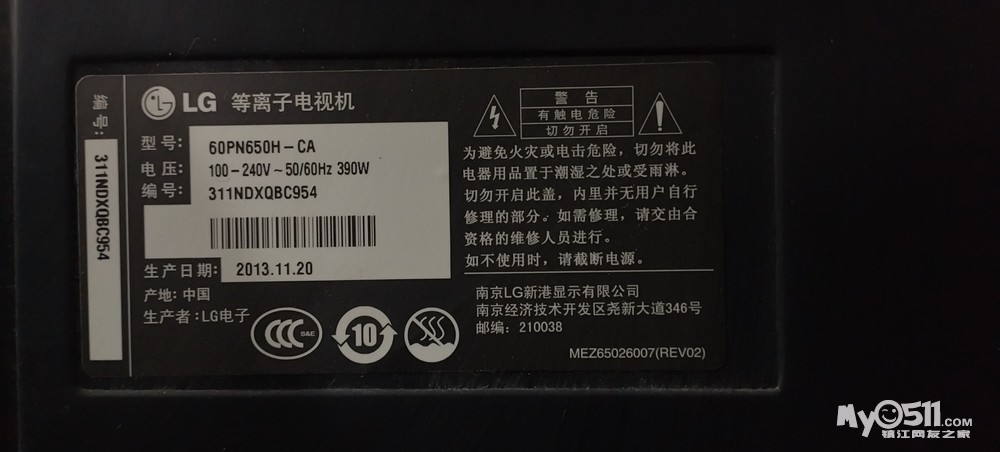 编号:
311NDXQBC954
LG 等离子电视机
型号: 60PN650H-CA
电压: 100-240V~50/60Hz 390W
编号: 311NDXQBC954
生产日期: 2013.11.20
产地: 中国
生产者: LG电子
CCC S&E
10
警告
有触电危险
切勿开启
为避免火灾或电击危险，切勿将此
电器用品置于潮湿之处或受雨淋。
切勿开启此盖，内里并无用户自行
修理的部分。如需修理，请交由合
资格的维修人员进行。
如不使用时，请截断电源。
南京LG新港显示有限公司
南京经济技术开发区尧新大道346号
邮编: 210038
MEZ65026007(REV02)
My0511.COM
镇江网友之家